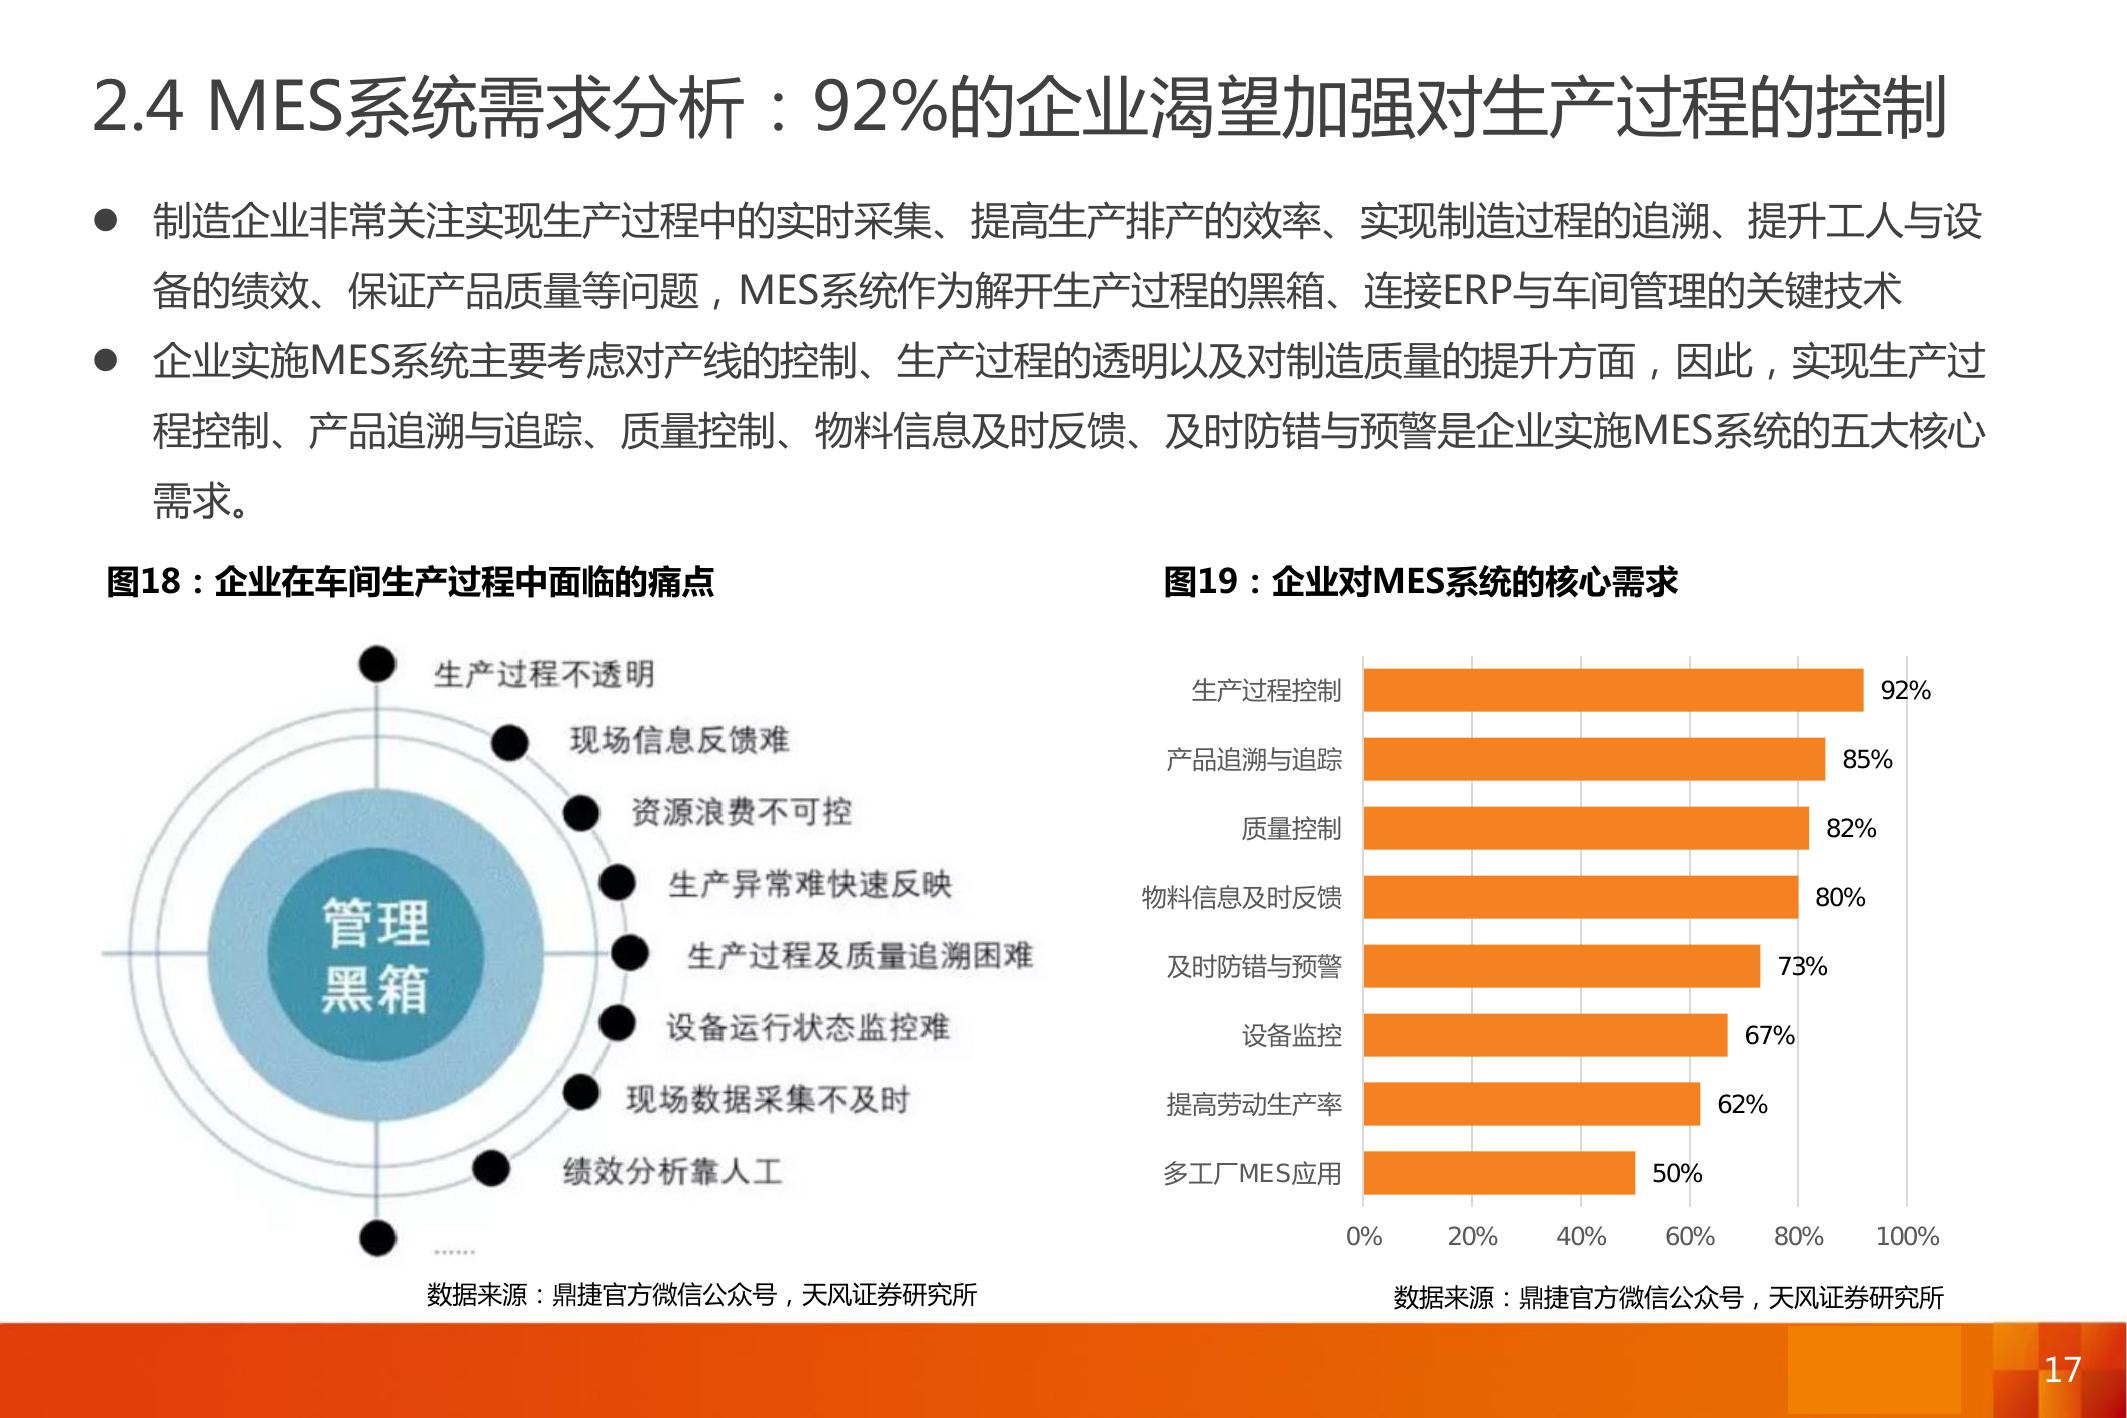 2.4 MES系统需求分析：92%的企业渴望加强对生产过程的控制
● 制造企业非常关注实现生产过程中的实时采集、提高生产排产的效率、实现制造过程的追溯、提升工人与设
备的绩效、保证产品质量等问题，MES系统作为解开生产过程的黑箱、连接ERP与车间管理的关键技术
● 企业实施MES系统主要考虑对产线的控制、生产过程的透明以及对制造质量的提升方面，因此，实现生产过
程控制、产品追溯与追踪、质量控制、物料信息及时反馈、及时防错与预警是企业实施MES系统的五大核心
需求。
图18：企业在车间生产过程中面临的痛点
生产过程不透明
现场信息反馈难
资源浪费不可控
生产异常难快速反映
生产过程及质量追溯困难
设备运行状态监控难
现场数据采集不及时
绩效分析靠人工
……
管理
黑箱
数据来源：鼎捷官方微信公众号，天风证券研究所
图19：企业对MES系统的核心需求
生产过程控制 92%
产品追溯与追踪 85%
质量控制 82%
物料信息及时反馈 80%
及时防错与预警 73%
设备监控 67%
提高劳动生产率 62%
多工厂MES应用 50%
0% 20% 40% 60% 80% 100%
数据来源：鼎捷官方微信公众号，天风证券研究所
17